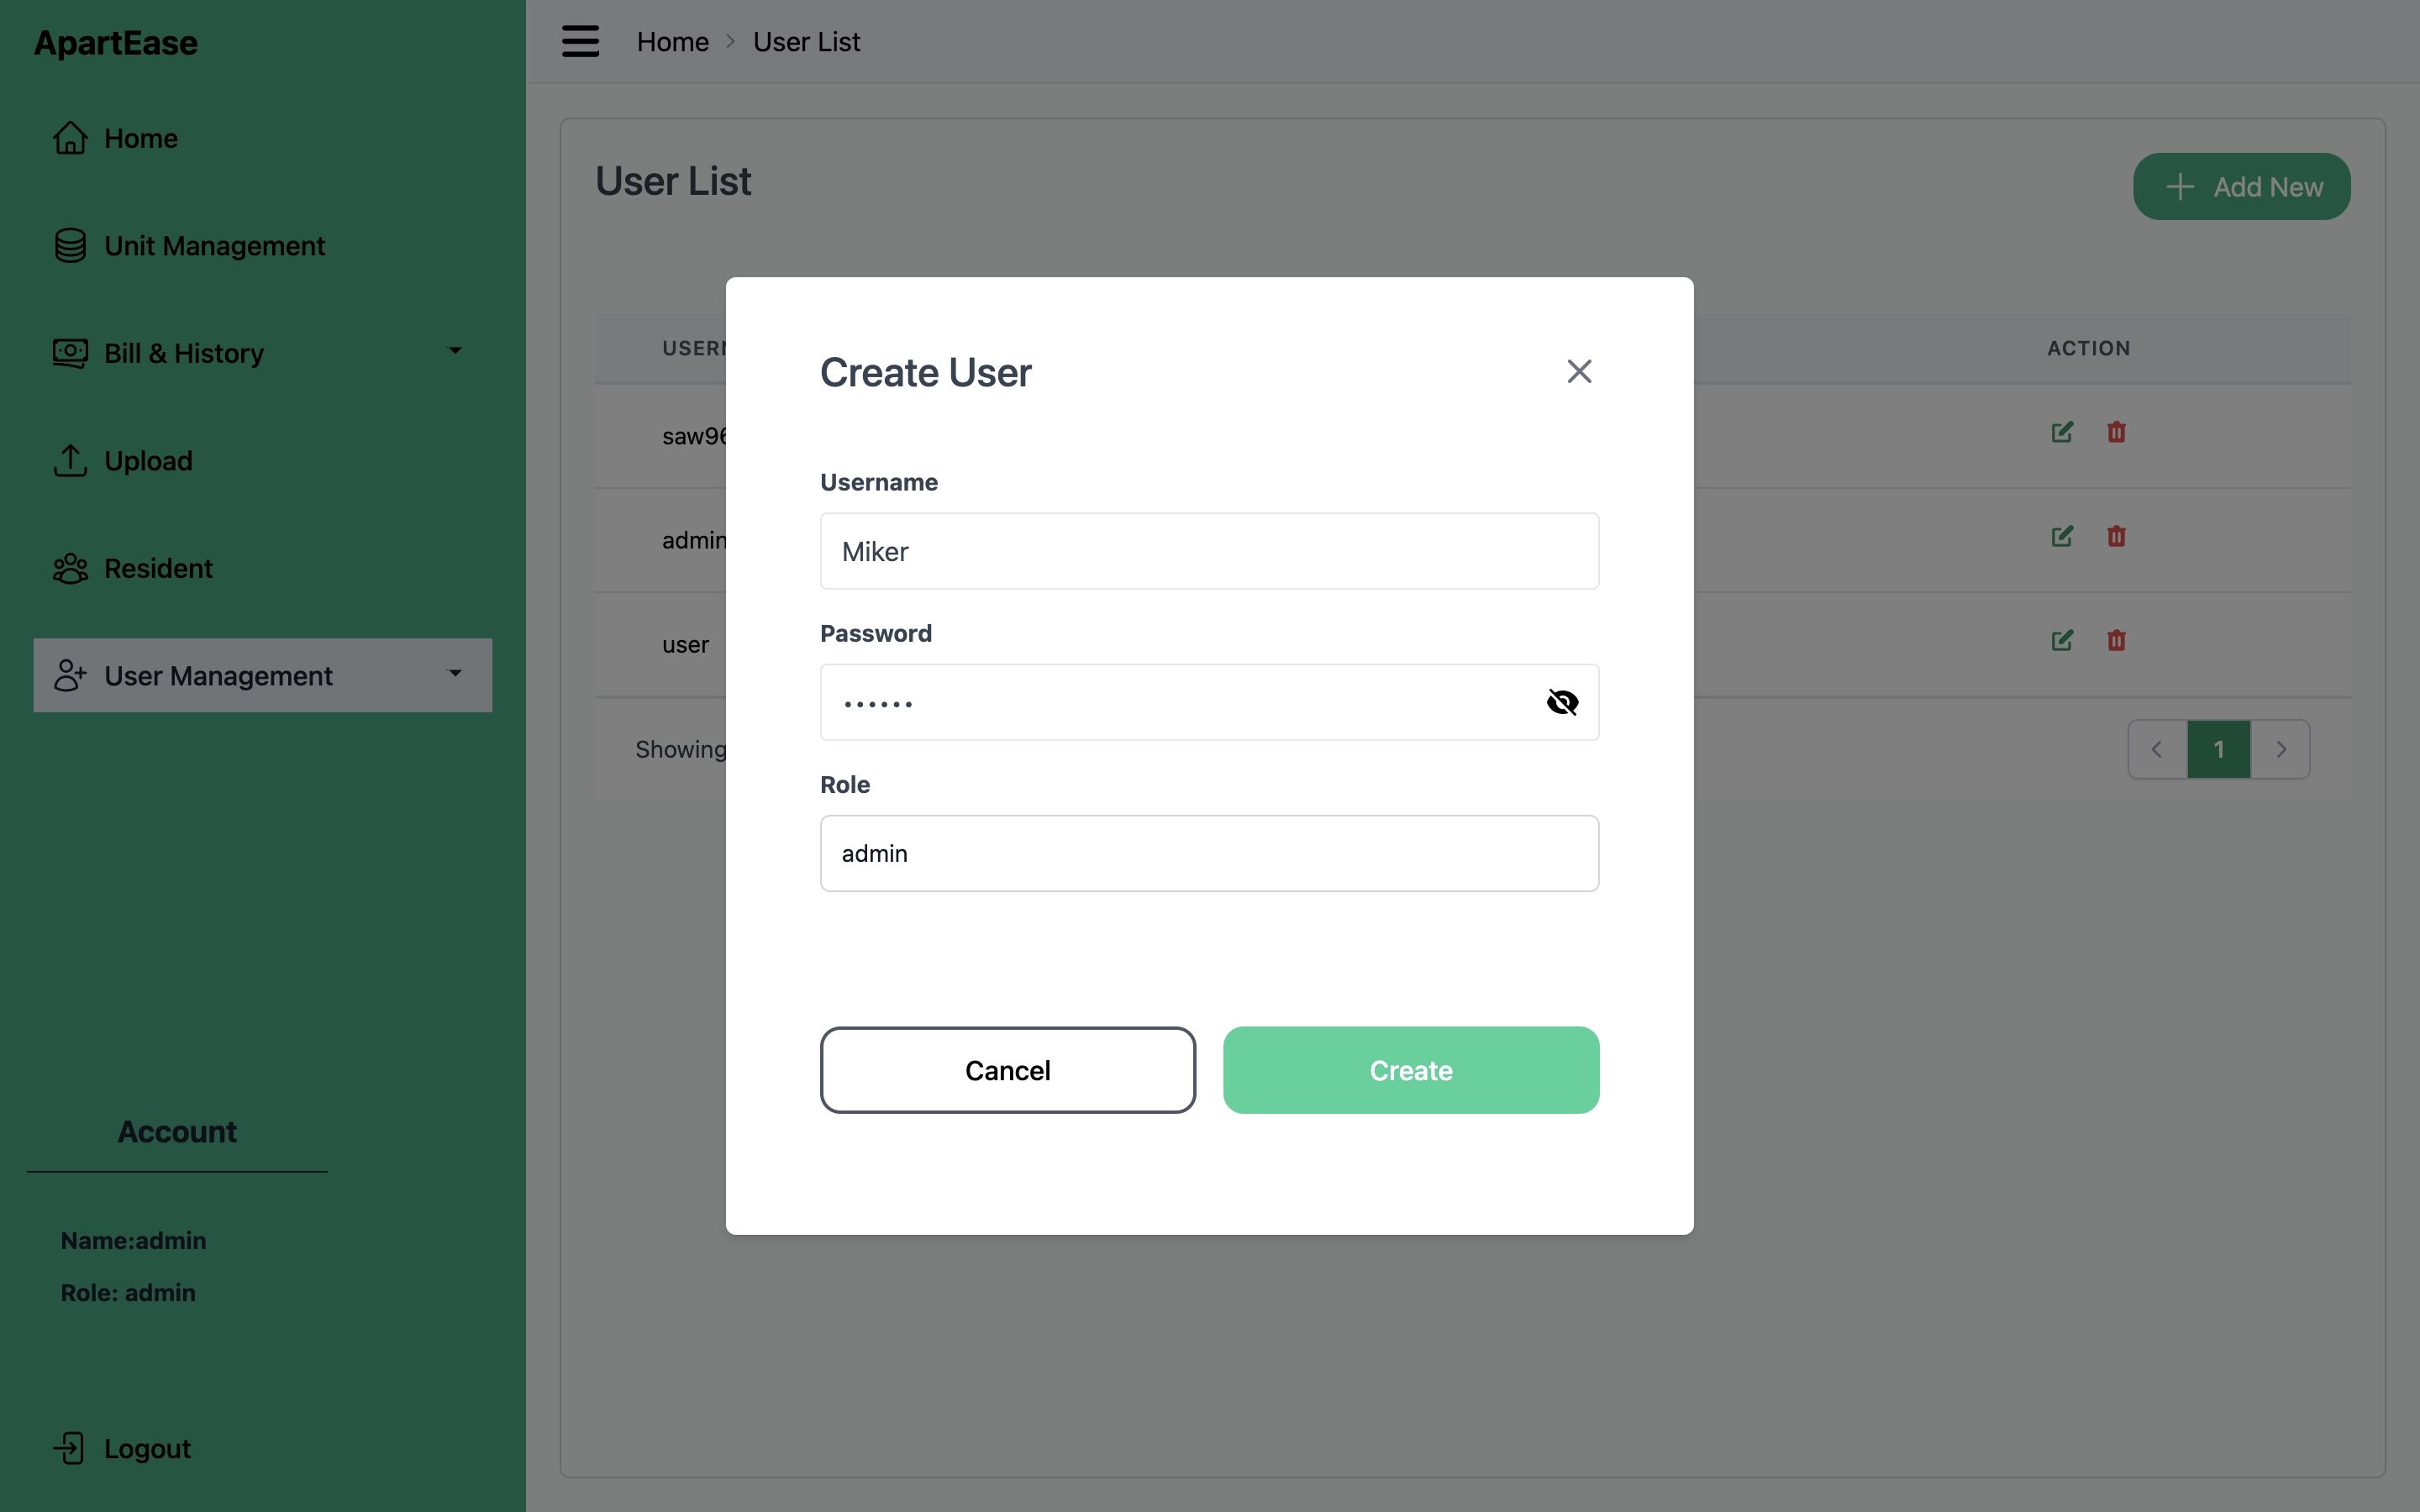 ApartEase
Home
Unit Management
Bill & History
Upload
Resident
User Management
Account
Name:admin
Role: admin
Logout
Home > User List
User List
Add New
ACTION
saw96
admin
user
Showing
1
Create User
Username
Miker
Password
••••••
Role
admin
Cancel
Create